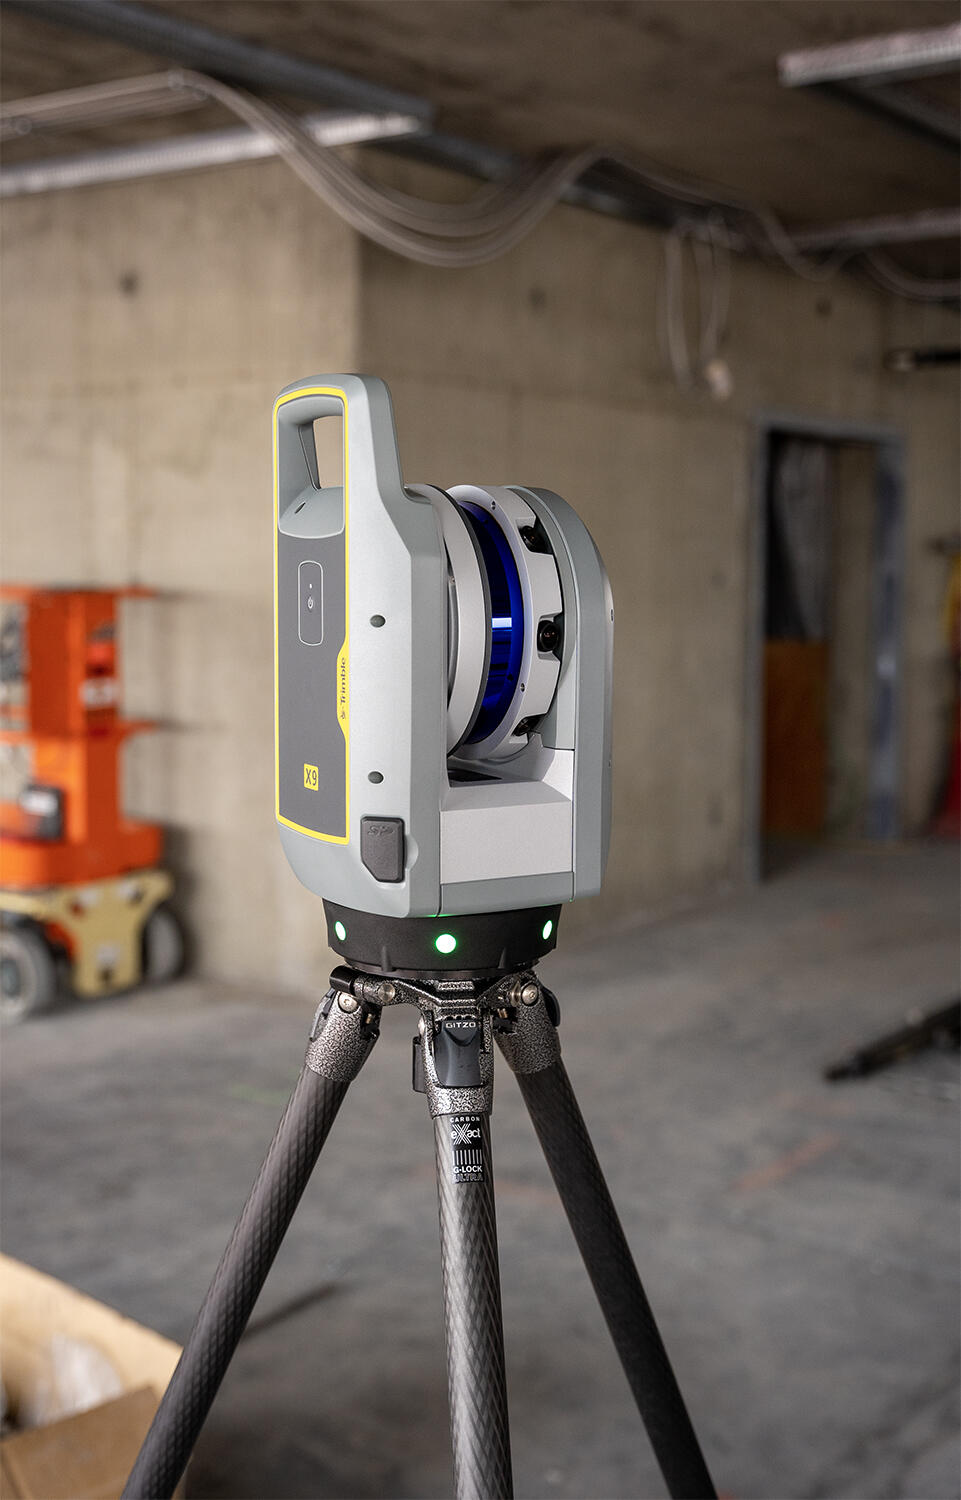 Trimble
X9
GITZO
CARBON
eXact
G-LOCK
ULTRA